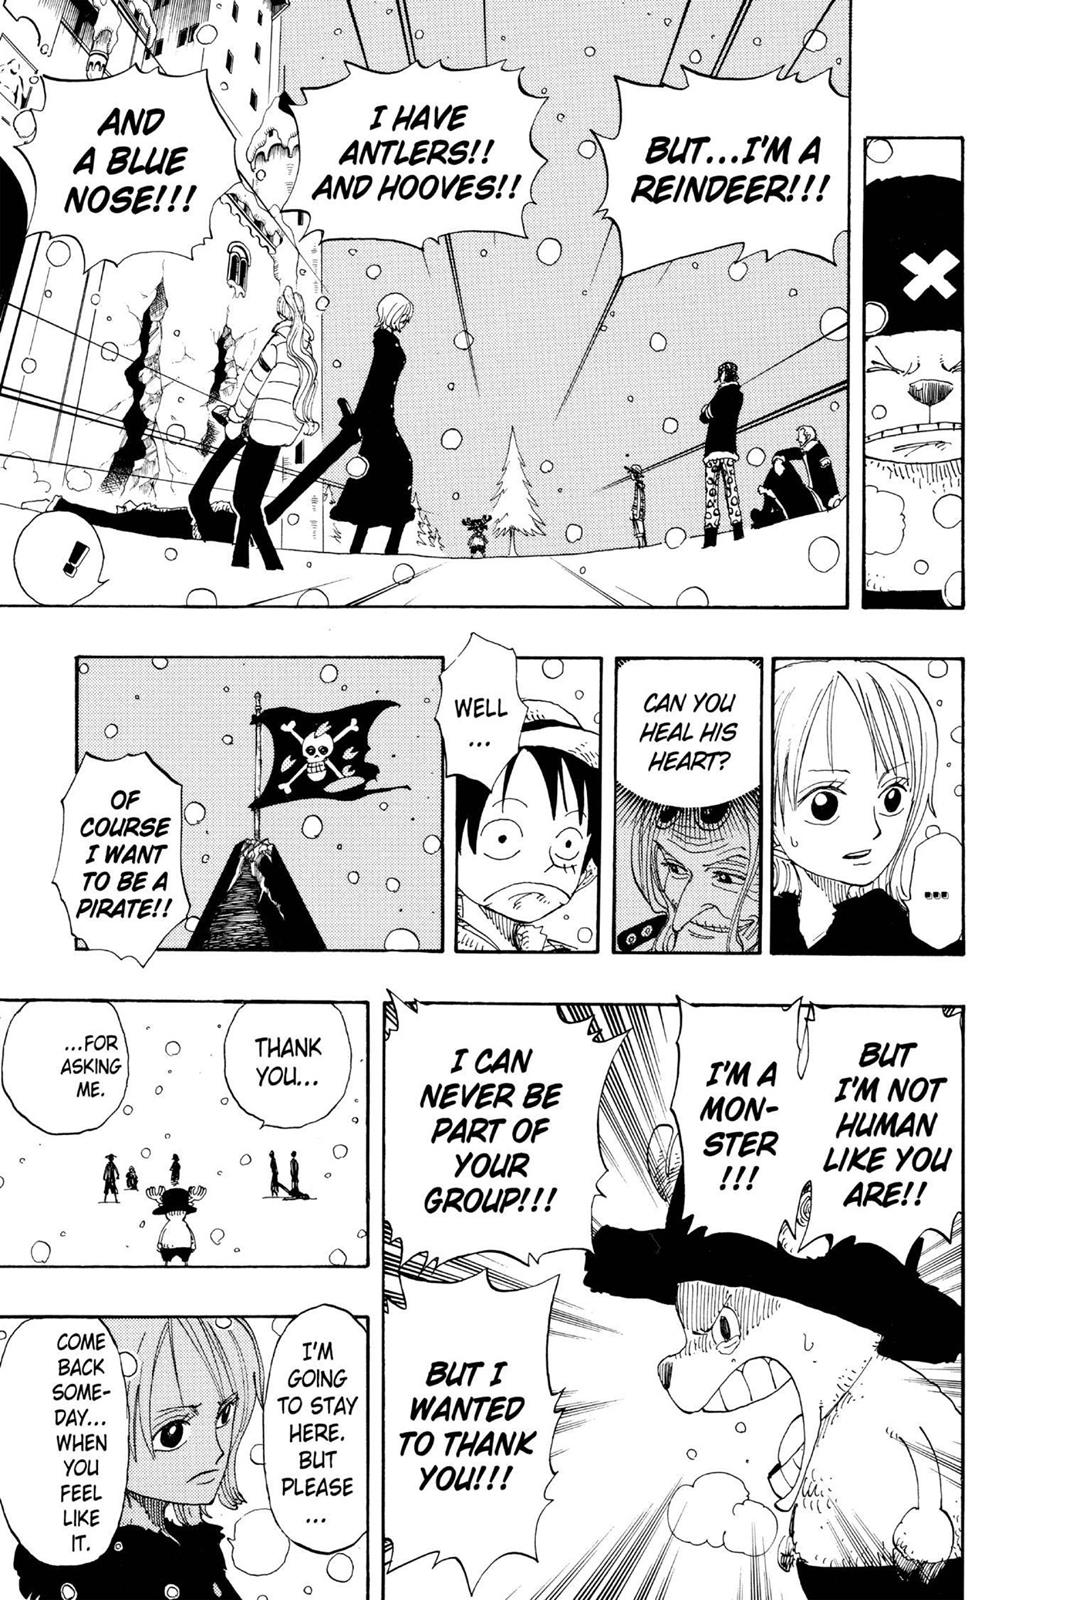 BUT...I'M A
REINDEER!!!
I HAVE
ANTLERS!!
AND HOOVES!!
AND
A BLUE
NOSE!!!
!
...
CAN YOU
HEAL HIS
HEART?
WELL
...
OF
COURSE
I WANT
TO BE A
PIRATE!!
BUT
I'M NOT
HUMAN
LIKE YOU
ARE!!
I'M A
MON-
STER
!!!
I CAN
NEVER BE
PART OF
YOUR
GROUP!!!
BUT I
WANTED
TO THANK
YOU!!!
THANK
YOU...
...FOR
ASKING
ME.
I'M
GOING
TO STAY
HERE.
BUT
PLEASE
...
COME
BACK
SOME-
DAY...
WHEN
YOU
FEEL
LIKE
IT.